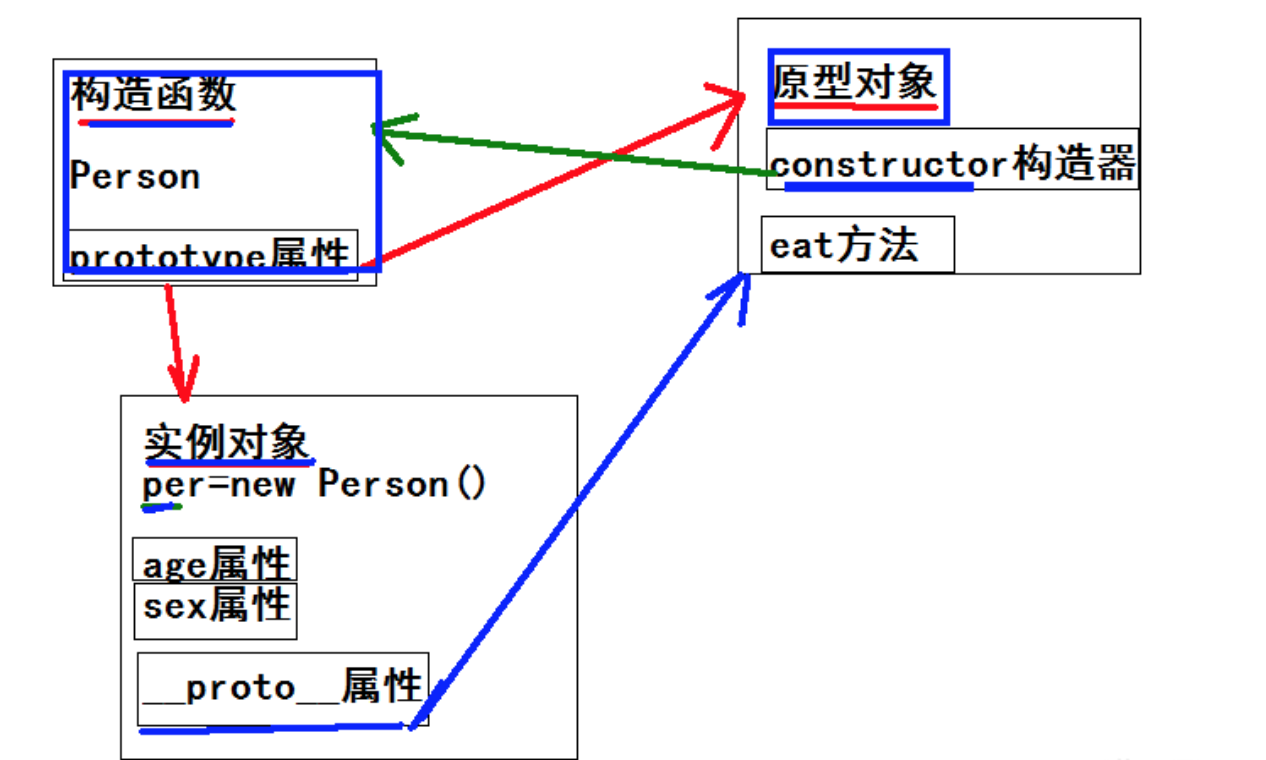 构造函数
Person
prototype属性
原型对象
constructor构造器
eat方法
实例对象
per=new Person()
age属性
sex属性
__proto__属性